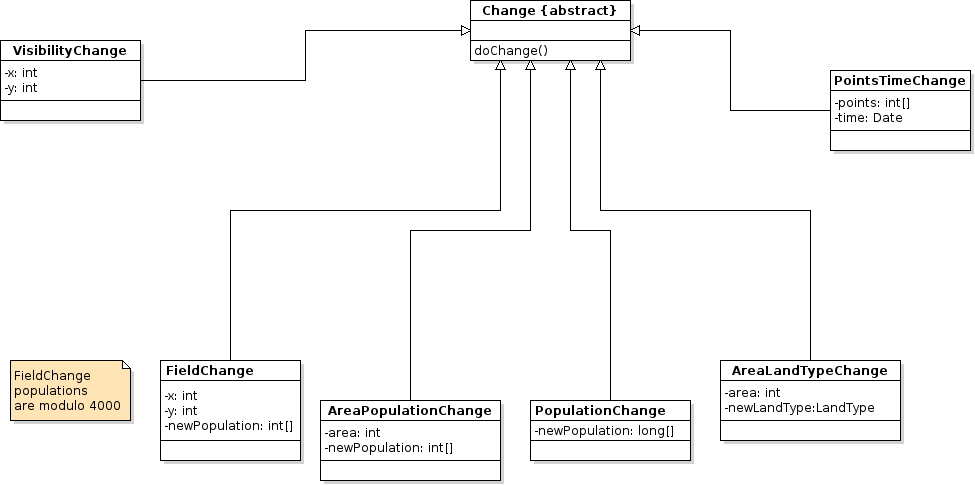 Change {abstract}
doChange()
VisibilityChange
-x: int
-y: int
PointsTimeChange
-points: int[]
-time: Date
FieldChange
populations
are modulo 4000
FieldChange
-x: int
-y: int
-newPopulation: int[]
AreaPopulationChange
-area: int
-newPopulation: int[]
PopulationChange
-newPopulation: long[]
AreaLandTypeChange
-area: int
-newLandType:LandType